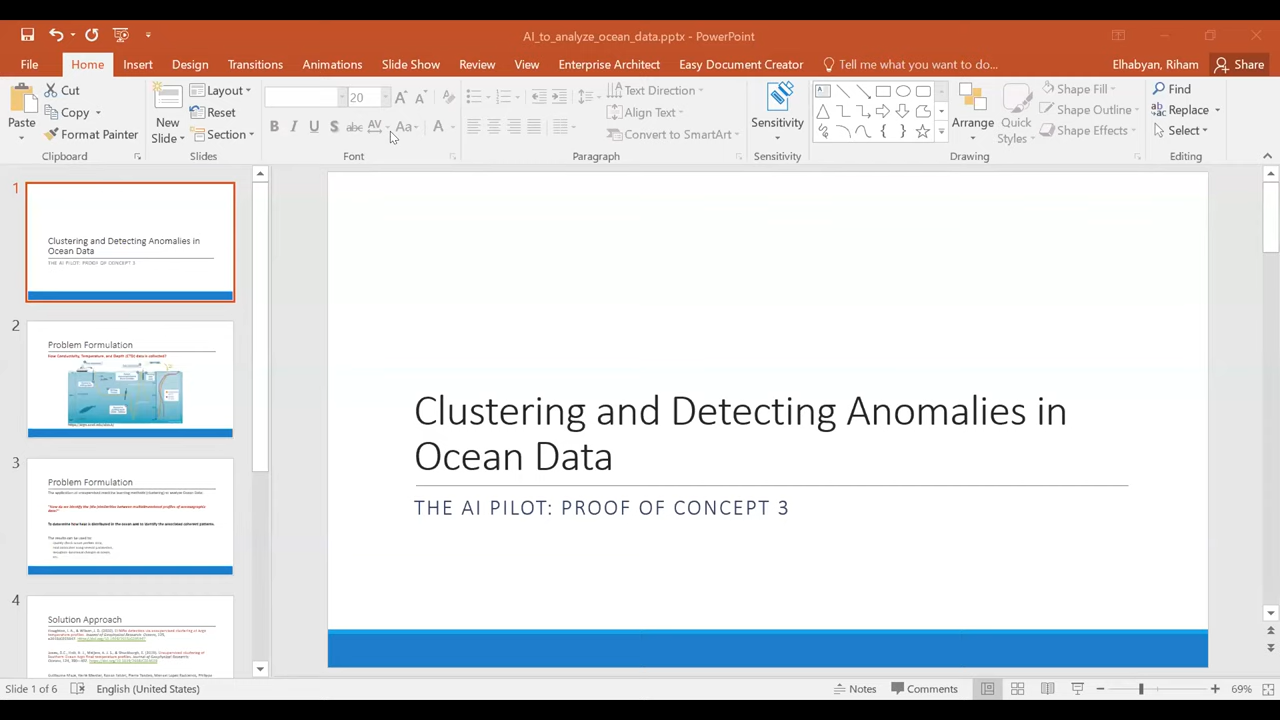 AI_to_analyze_ocean_data.pptx - PowerPoint
File Home Insert Design Transitions Animations Slide Show Review View Enterprise Architect Easy Document Creator Tell me what you want to do... Elhabyan, Riham Share
Paste
Cut
Copy
Format Painter
Clipboard
New Slide
Layout
Reset
Section
Slides
20
Font
Text Direction
Align Text
Convert to SmartArt
Paragraph
Sensitivity
Sensitivity
Arrange
Quick Styles
Shape Fill
Shape Outline
Shape Effects
Drawing
Find
Replace
Select
Editing
1
Clustering and Detecting Anomalies in
Ocean Data
THE AI PILOT: PROOF OF CONCEPT 3
2
Problem Formulation
3
Problem Formulation
4
Solution Approach
Clustering and Detecting Anomalies in
Ocean Data
THE AI PILOT: PROOF OF CONCEPT 3
Slide 1 of 6 English (United States) Notes Comments 69%